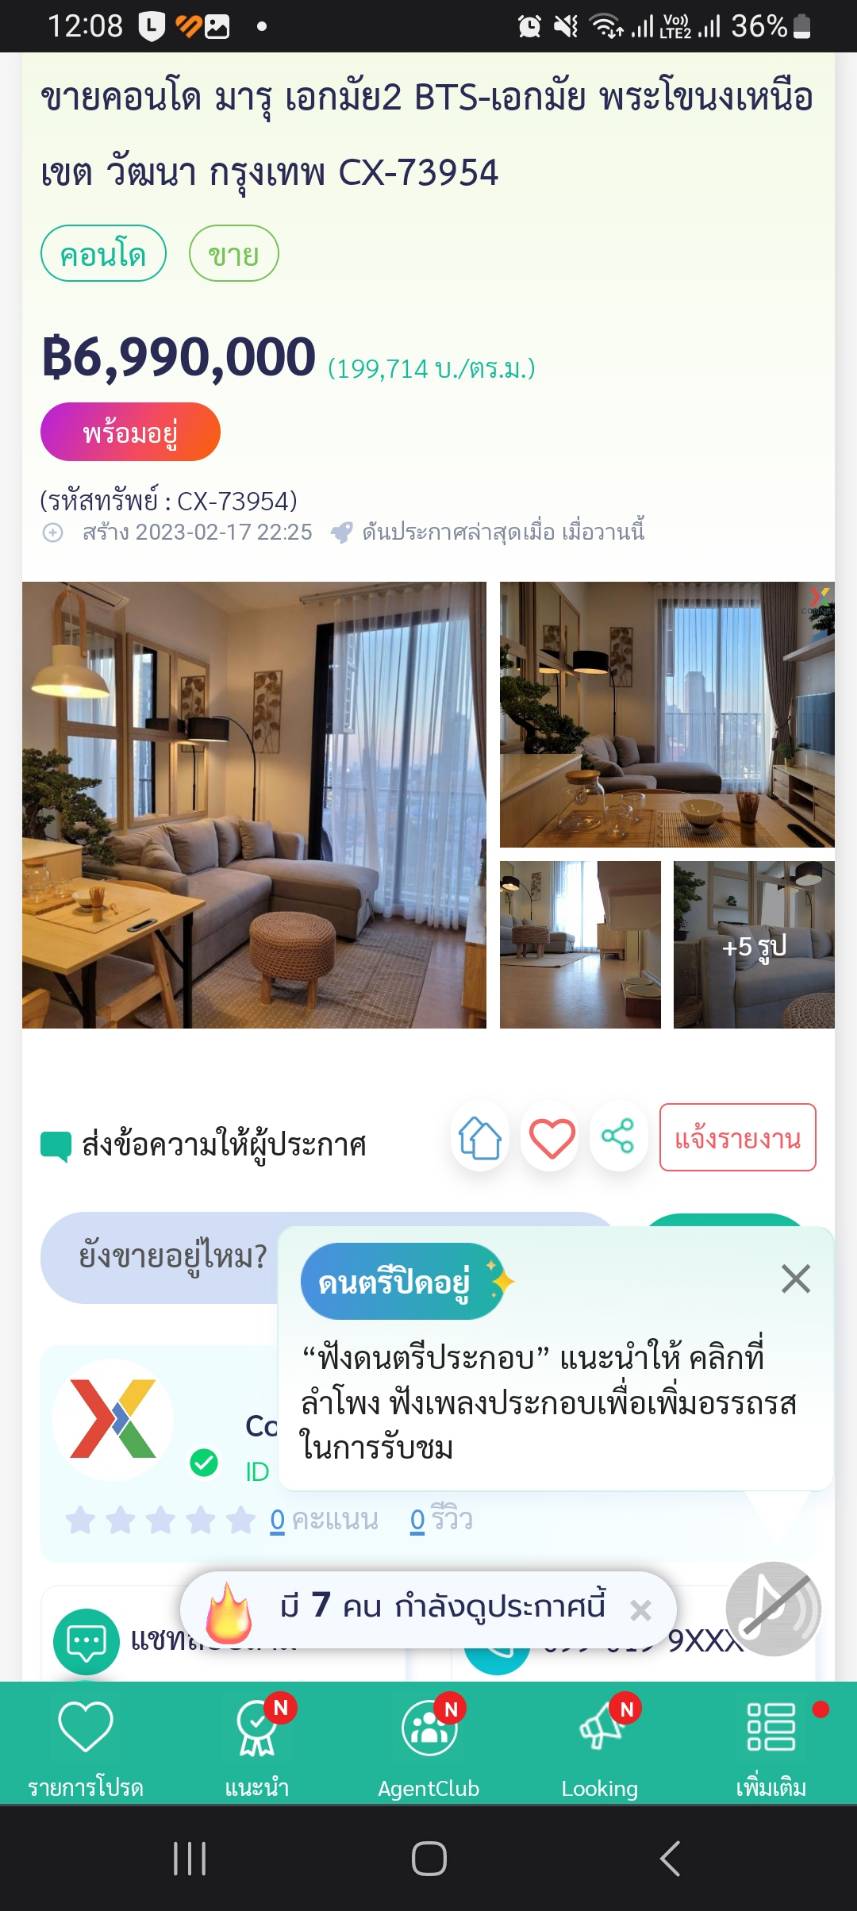 12:08
Vo))
LTE2
36%
ขายคอนโด มารุ เอกมัย2 BTS-เอกมัย พระโขนงเหนือ
เขต วัฒนา กรุงเทพ CX-73954
คอนโด
ขาย
฿6,990,000 (199,714 บ./ตร.ม.)
พร้อมอยู่
(รหัสทรัพย์ : CX-73954)
สร้าง 2023-02-17 22:25 ดันประกาศล่าสุดเมื่อ เมื่อวานนี้
+5 รูป
ส่งข้อความให้ผู้ประกาศ
แจ้งรายงาน
ยังขายอยู่ไหม?
ดนตรีปิดอยู่
“ฟังดนตรีประกอบ” แนะนำให้ คลิกที่
ลำโพง ฟังเพลงประกอบเพื่อเพิ่มอรรถรส
ในการรับชม
Co
ID
0 คะแนน 0 รีวิว
มี 7 คน กำลังดูประกาศนี้
9XXX
N
N
N
รายการโปรด
แนะนำ
AgentClub
Looking
เพิ่มเติม